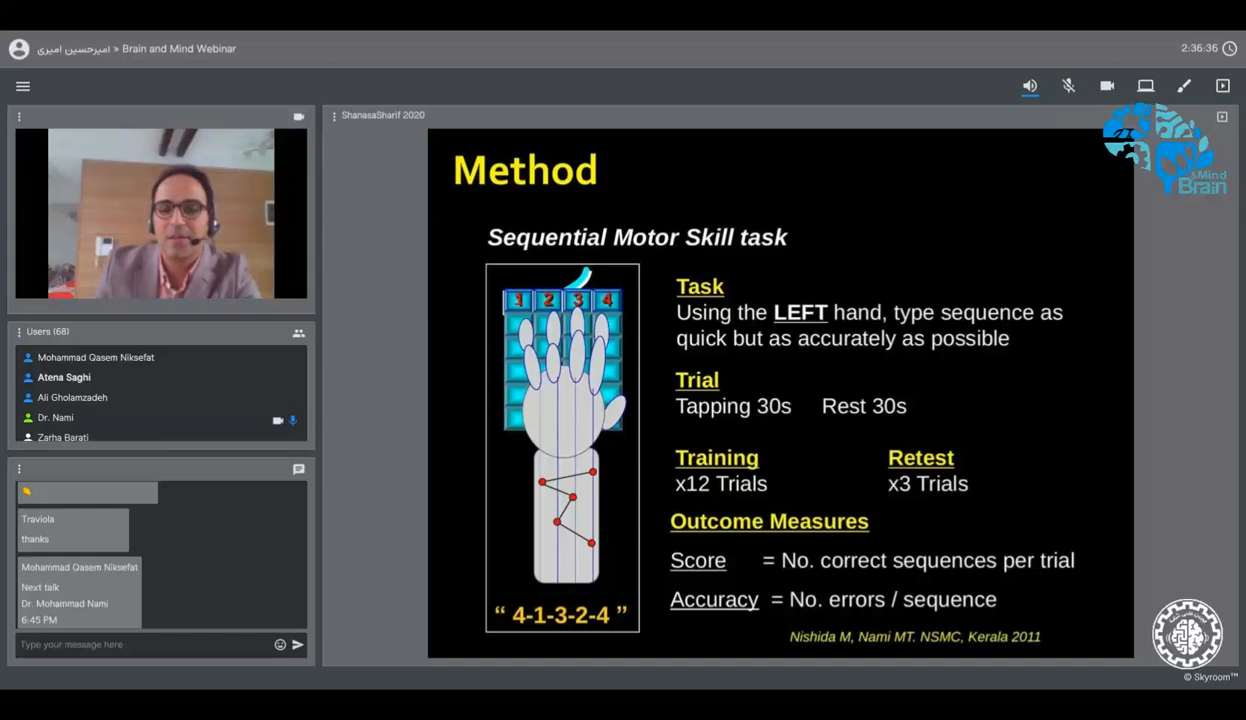 امیرحسین امیری » Brain and Mind Webinar
2:36:36
ShanasaSharif 2020
&Mind
Brain
Users (68)
Mohammad Qasem Niksefat
Atena Saghi
Ali Gholamzadeh
Dr. Nami
Zarha Barati
Traviola
thanks
Mohammad Qasem Niksefat
Next talk
Dr. Mohammad Nami
6:45 PM
Type your message here
Method
Sequential Motor Skill task
1 2 3 4
“ 4-1-3-2-4 ”
Task
Using the LEFT hand, type sequence as
quick but as accurately as possible
Trial
Tapping 30s Rest 30s
Training Retest
x12 Trials x3 Trials
Outcome Measures
Score = No. correct sequences per trial
Accuracy = No. errors / sequence
Nishida M, Nami MT. NSMC, Kerala 2011
© Skyroom™